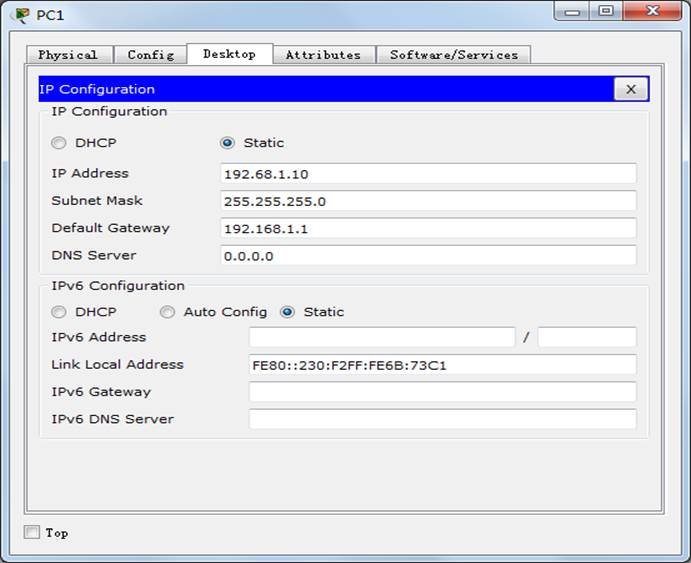 PC1
Physical Config Desktop Attributes Software/Services
IP Configuration X
IP Configuration
DHCP Static
IP Address 192.68.1.10
Subnet Mask 255.255.255.0
Default Gateway 192.168.1.1
DNS Server 0.0.0.0
IPv6 Configuration
DHCP Auto Config Static
IPv6 Address /
Link Local Address FE80::230:F2FF:FE6B:73C1
IPv6 Gateway
IPv6 DNS Server
Top